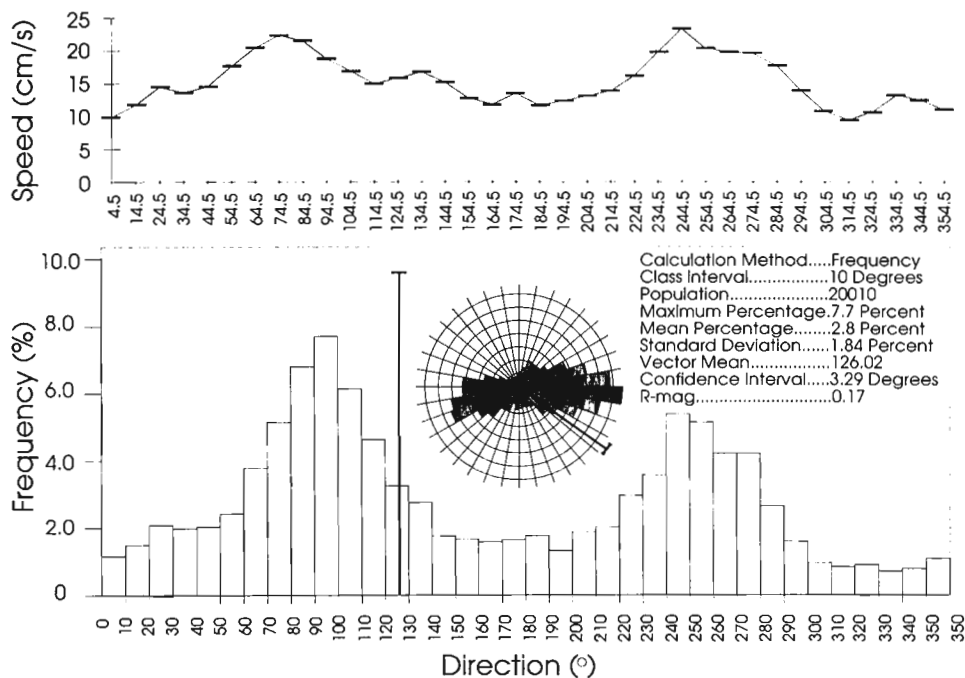 25
20
15
10
5
0
Speed (cm/s)
4.5 14.5 24.5 34.5 44.5 54.5 64.5 74.5 84.5 94.5 104.5 114.5 124.5 134.5 144.5 154.5 164.5 174.5 184.5 194.5 204.5 214.5 224.5 234.5 244.5 254.5 264.5 274.5 284.5 294.5 304.5 314.5 324.5 334.5 344.5 354.5
10.0
8.0
6.0
4.0
2.0
0
Frequency (%)
Calculation Method.....Frequency
Class Interval..............10 Degrees
Population..................20010
Maximum Percentage.7.7 Percent
Mean Percentage.......2.8 Percent
Standard Deviation.....1.84 Percent
Vector Mean...............126.02
Confidence Interval.....3.29 Degrees
R-mag.........................0.17
0 10 20 30 40 50 60 70 80 90 100 110 120 130 140 150 160 170 180 190 200 210 220 230 240 250 260 270 280 290 300 310 320 330 340 350 350
Direction (°)